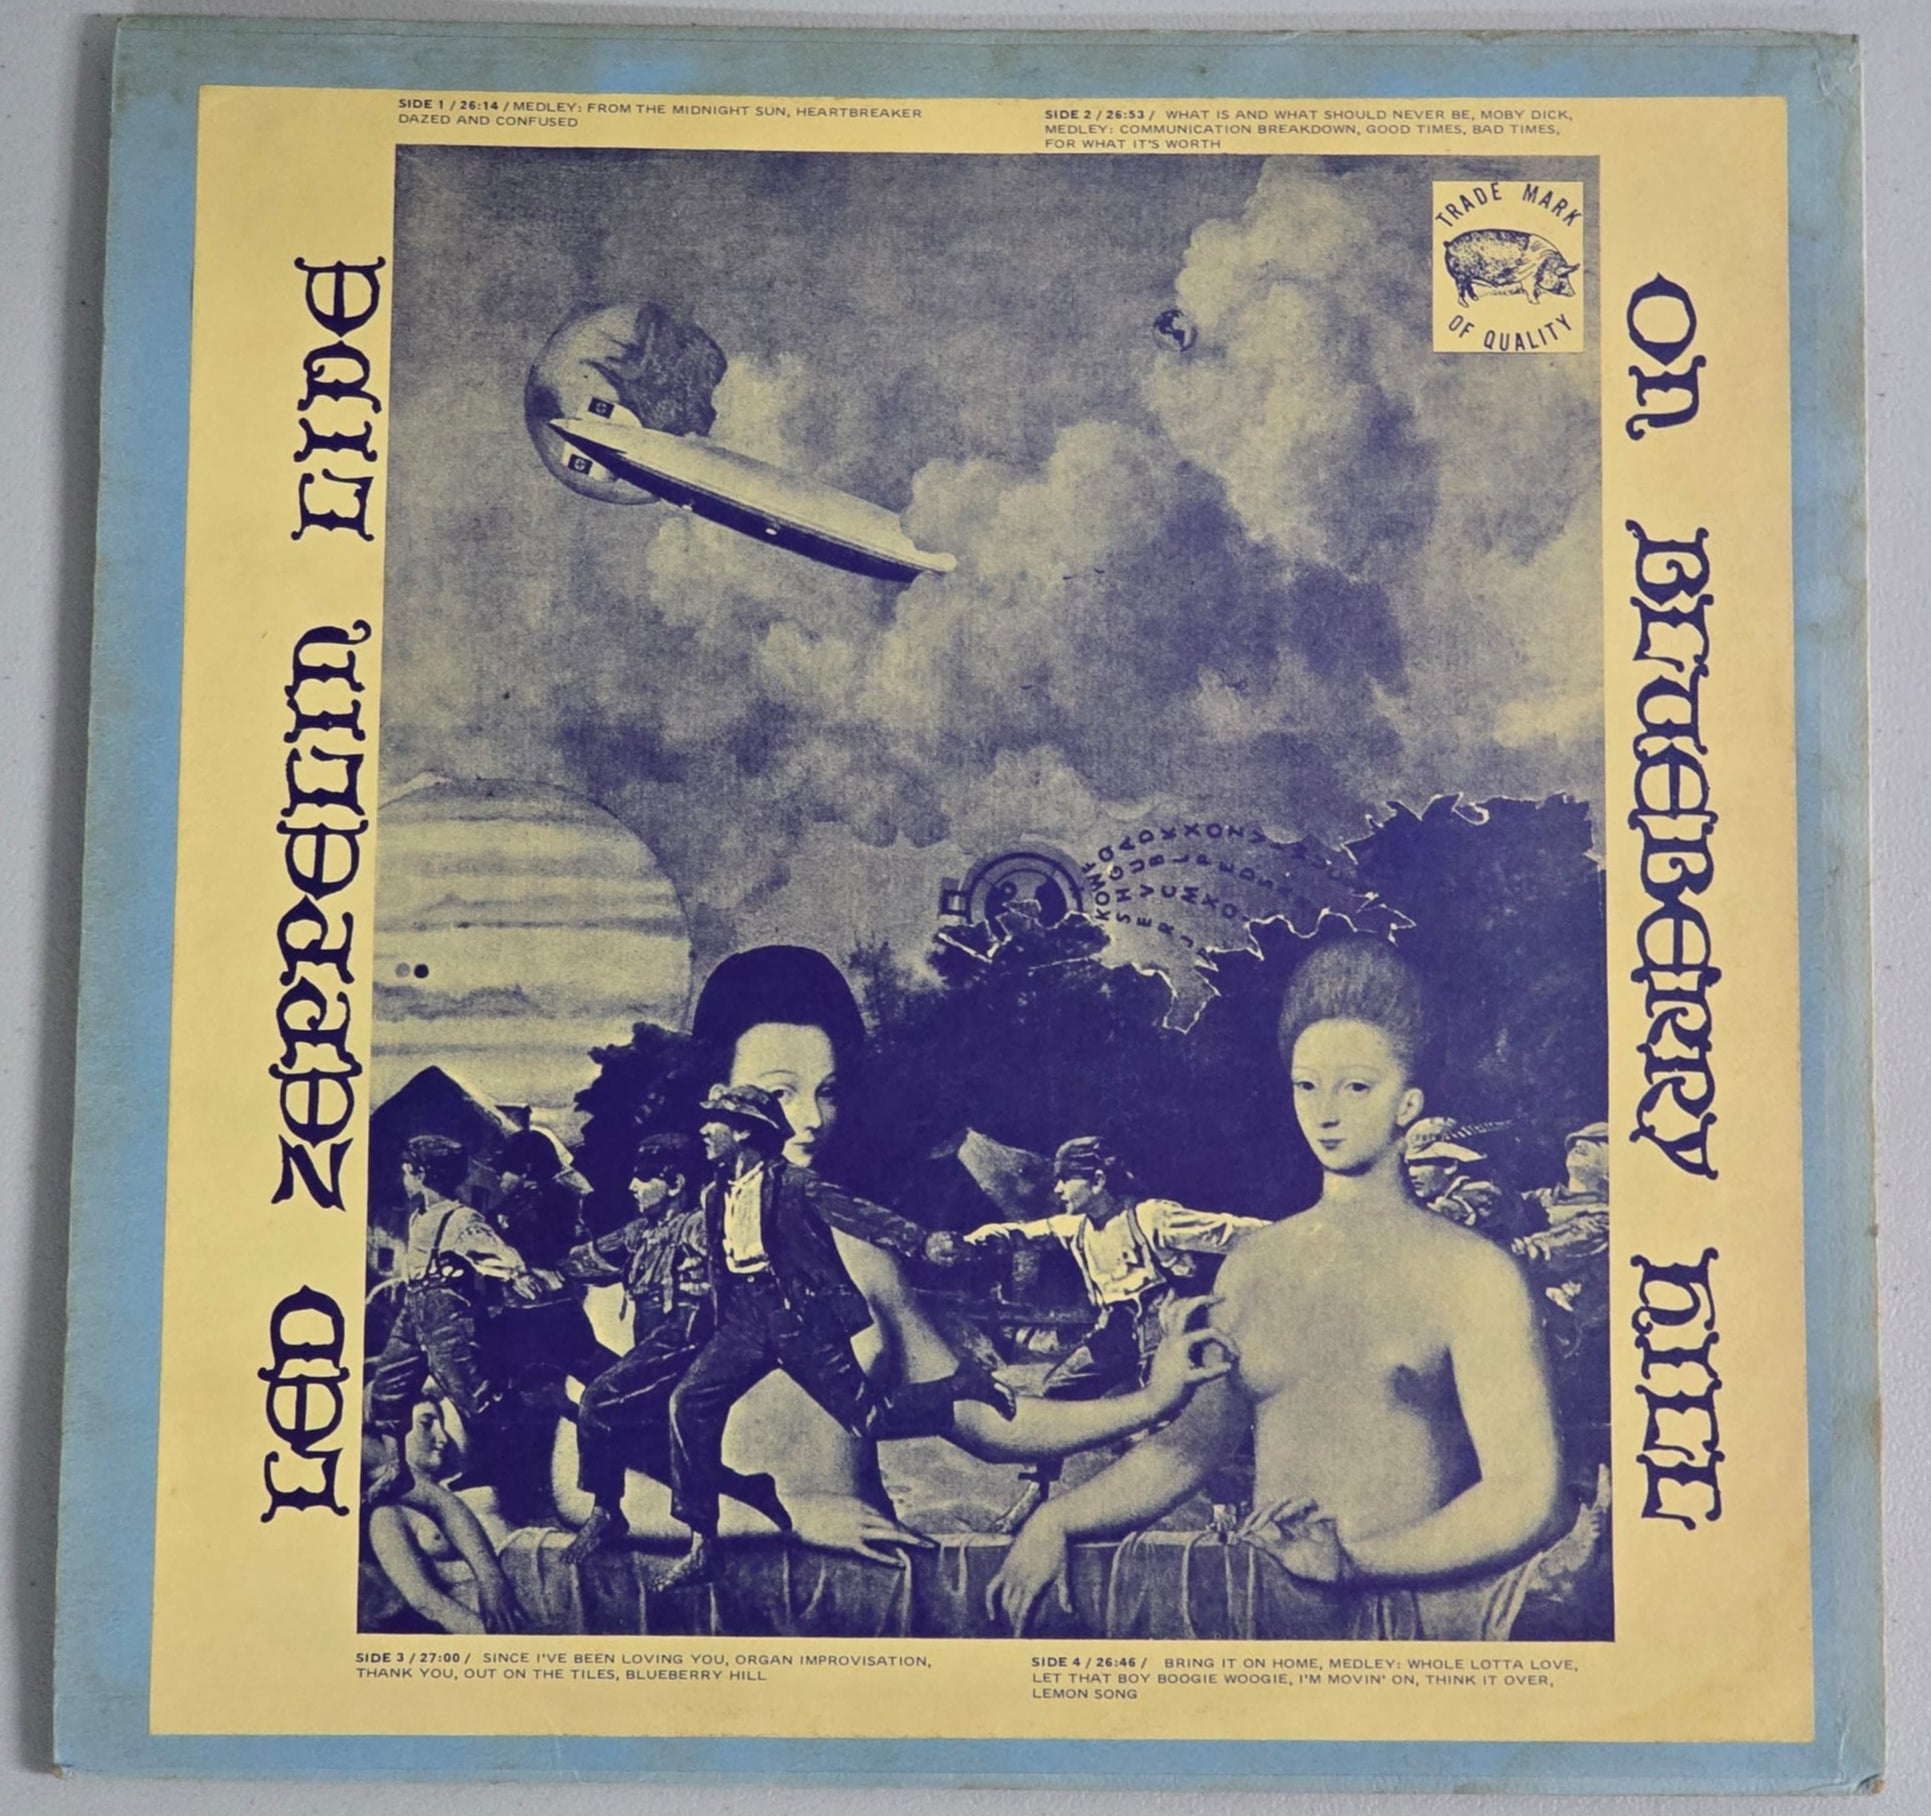 SIDE 1 / 26:14 / MEDLEY: FROM THE MIDNIGHT SUN, HEARTBREAKER
DAZED AND CONFUSED
SIDE 2 / 26:53 / WHAT IS AND WHAT SHOULD NEVER BE, MOBY DICK,
MEDLEY: COMMUNICATION BREAKDOWN, GOOD TIMES, BAD TIMES,
FOR WHAT IT'S WORTH
TRADE MARK
OF QUALITY
LED ZEPPELIN LIVE
ON BLUEBERRY HILL
SIDE 3 / 27:00 / SINCE I'VE BEEN LOVING YOU, ORGAN IMPROVISATION,
THANK YOU, OUT ON THE TILES, BLUEBERRY HILL
SIDE 4 / 26:46 / BRING IT ON HOME, MEDLEY: WHOLE LOTTA LOVE,
LET THAT BOY BOOGIE WOOGIE, I'M MOVIN' ON, THINK IT OVER,
LEMON SONG